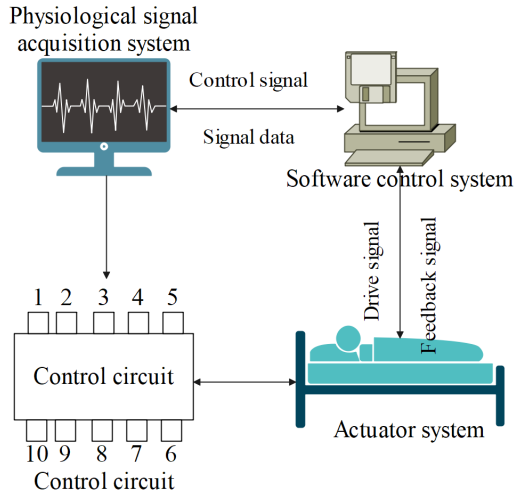 Physiological signal
acquisition system
Control signal
Signal data
Software control system
Drive signal
Feedback signal
1 2 3 4 5
Control circuit
10 9 8 7 6
Control circuit
Actuator system